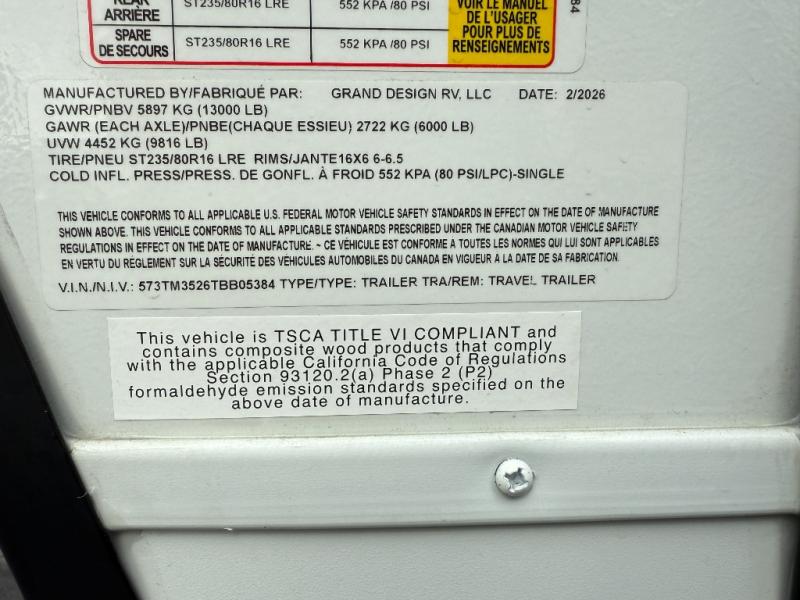 REAR
ARRIÈRE
ST235/80R16 LRE
552 KPA /80 PSI
SPARE
DE SECOURS
ST235/80R16 LRE
552 KPA /80 PSI
VOIR LE MANUEL
DE L'USAGER
POUR PLUS DE
RENSEIGNEMENTS
MANUFACTURED BY/FABRIQUÉ PAR: GRAND DESIGN RV, LLC DATE: 2/2026
GVWR/PNBV 5897 KG (13000 LB)
GAWR (EACH AXLE)/PNBE(CHAQUE ESSIEU) 2722 KG (6000 LB)
UVW 4452 KG (9816 LB)
TIRE/PNEU ST235/80R16 LRE RIMS/JANTE16X6 6-6.5
COLD INFL. PRESS/PRESS. DE GONFL. À FROID 552 KPA (80 PSI/LPC)-SINGLE
THIS VEHICLE CONFORMS TO ALL APPLICABLE U.S. FEDERAL MOTOR VEHICLE SAFETY STANDARDS IN EFFECT ON THE DATE OF MANUFACTURE
SHOWN ABOVE. THIS VEHICLE CONFORMS TO ALL APPLICABLE STANDARDS PRESCRIBED UNDER THE CANADIAN MOTOR VEHICLE SAFETY
REGULATIONS IN EFFECT ON THE DATE OF MANUFACTURE. ~ CE VÉHICULE EST CONFORME A TOUTES LES NORMES QUI LUI SONT APPLICABLES
EN VERTU DU RÈGLEMENT SUR LA SÉCURITÉ DES VÉHICULES AUTOMOBILES DU CANADA EN VIGUEUR A LA DATE DE SA FABRICATION.
V.I.N./N.I.V.: 573TM3526TBB05384 TYPE/TYPE: TRAILER TRA/REM: TRAVEL TRAILER
This vehicle is TSCA TITLE VI COMPLIANT and
contains composite wood products that comply
with the applicable California Code of Regulations
Section 93120.2(a) Phase 2 (P2)
formaldehyde emission standards specified on the
above date of manufacture.